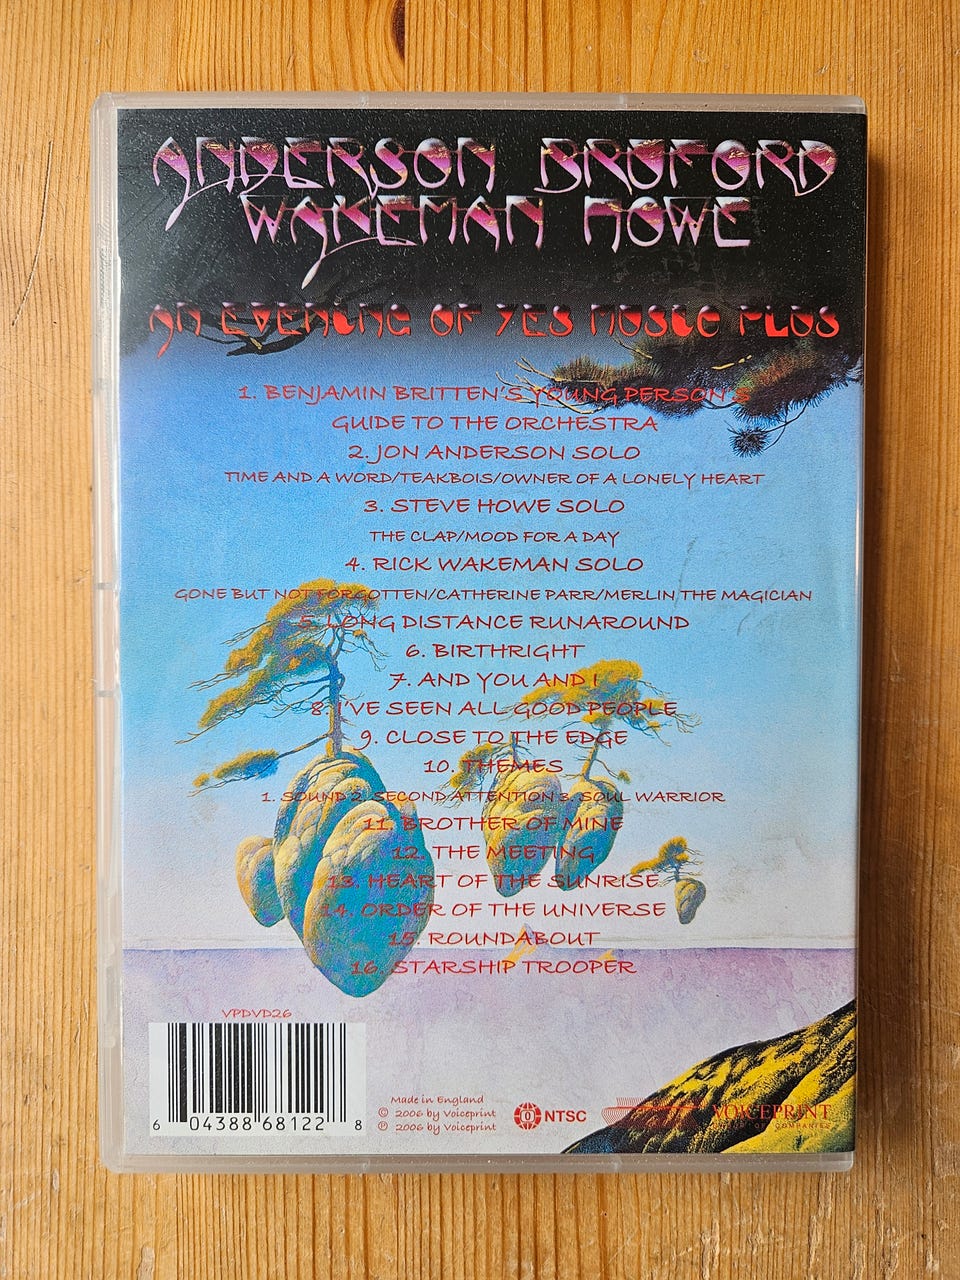 ANDERSON BRUFORD
WAKEMAN HOWE
AN EVENING OF YES MUSIC PLUS
1. BENJAMIN BRITTEN'S YOUNG PERSON'S
GUIDE TO THE ORCHESTRA
2. JON ANDERSON SOLO
TIME AND A WORD/TEAKBOIS/OWNER OF A LONELY HEART
3. STEVE HOWE SOLO
THE CLAP/MOOD FOR A DAY
4. RICK WAKEMAN SOLO
GONE BUT NOT FORGOTTEN/CATHERINE PARR/MERLIN THE MAGICIAN
5. LONG DISTANCE RUNAROUND
6. BIRTHRIGHT
7. AND YOU AND I
8. I'VE SEEN ALL GOOD PEOPLE
9. CLOSE TO THE EDGE
10. THEMES
1. SOUND 2. SECOND ATTENTION 3. SOUL WARRIOR
11. BROTHER OF MINE
12. THE MEETING
13. HEART OF THE SUNRISE
14. ORDER OF THE UNIVERSE
15. ROUNDABOUT
16. STARSHIP TROOPER
VPDVD26
6 04388 68122 8
Made in England
© 2006 by Voiceprint
℗ 2006 by Voiceprint
0 NTSC
VOICEPRINT
OF COMPANIES